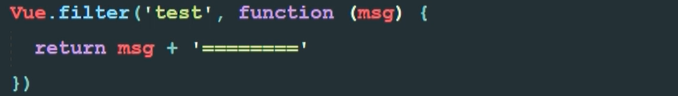 Vue.filter('test', function (msg) {
  return msg + '========'
})